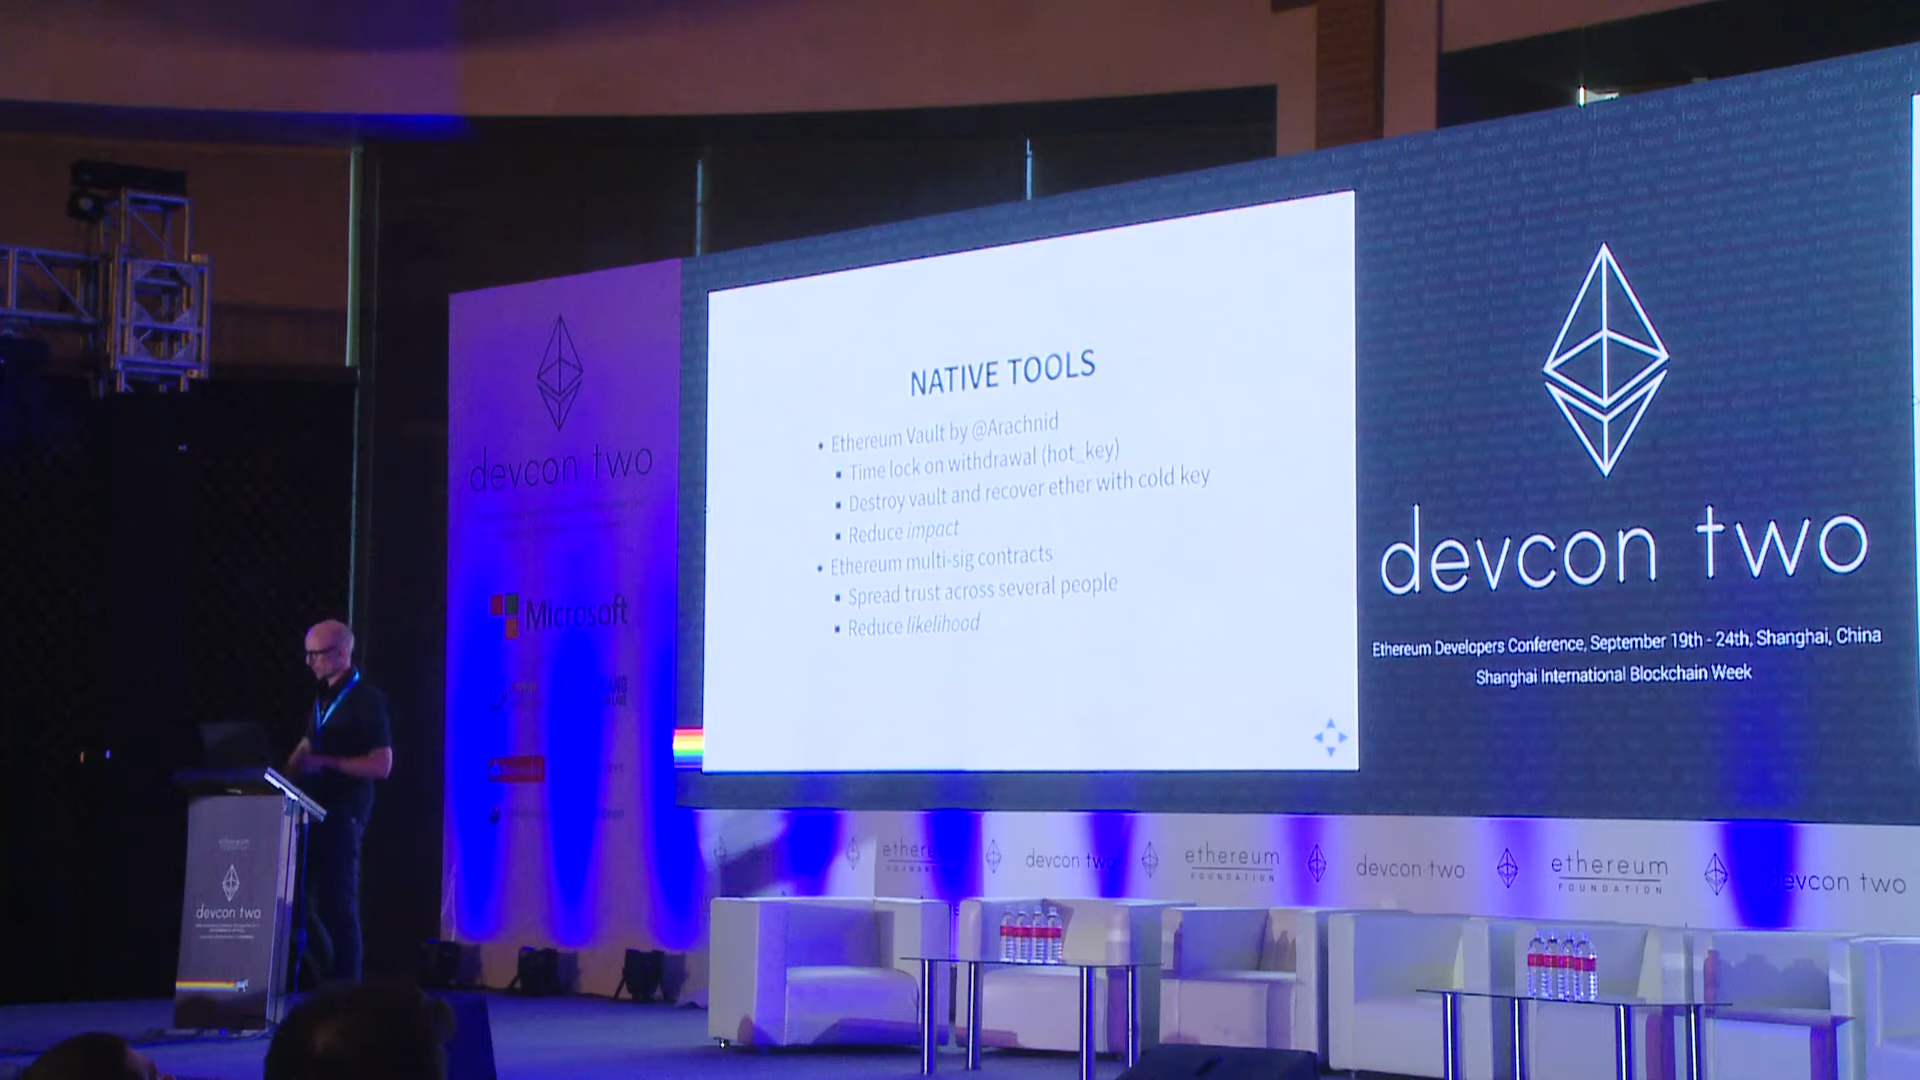 NATIVE TOOLS
• Ethereum Vault by @Arachnid
▪ Time lock on withdrawal (hot_key)
▪ Destroy vault and recover ether with cold key
▪ Reduce impact
• Ethereum multi-sig contracts
▪ Spread trust across several people
▪ Reduce likelihood
devcon two
Ethereum Developers Conference, September 19th - 24th, Shanghai, China
Shanghai International Blockchain Week
devcon two
Microsoft
ethereum
devcon two
ethereum
FOUNDATION
devcon two
ethereum
FOUNDATION
devcon two
ethereum
FOUNDATION
devcon two